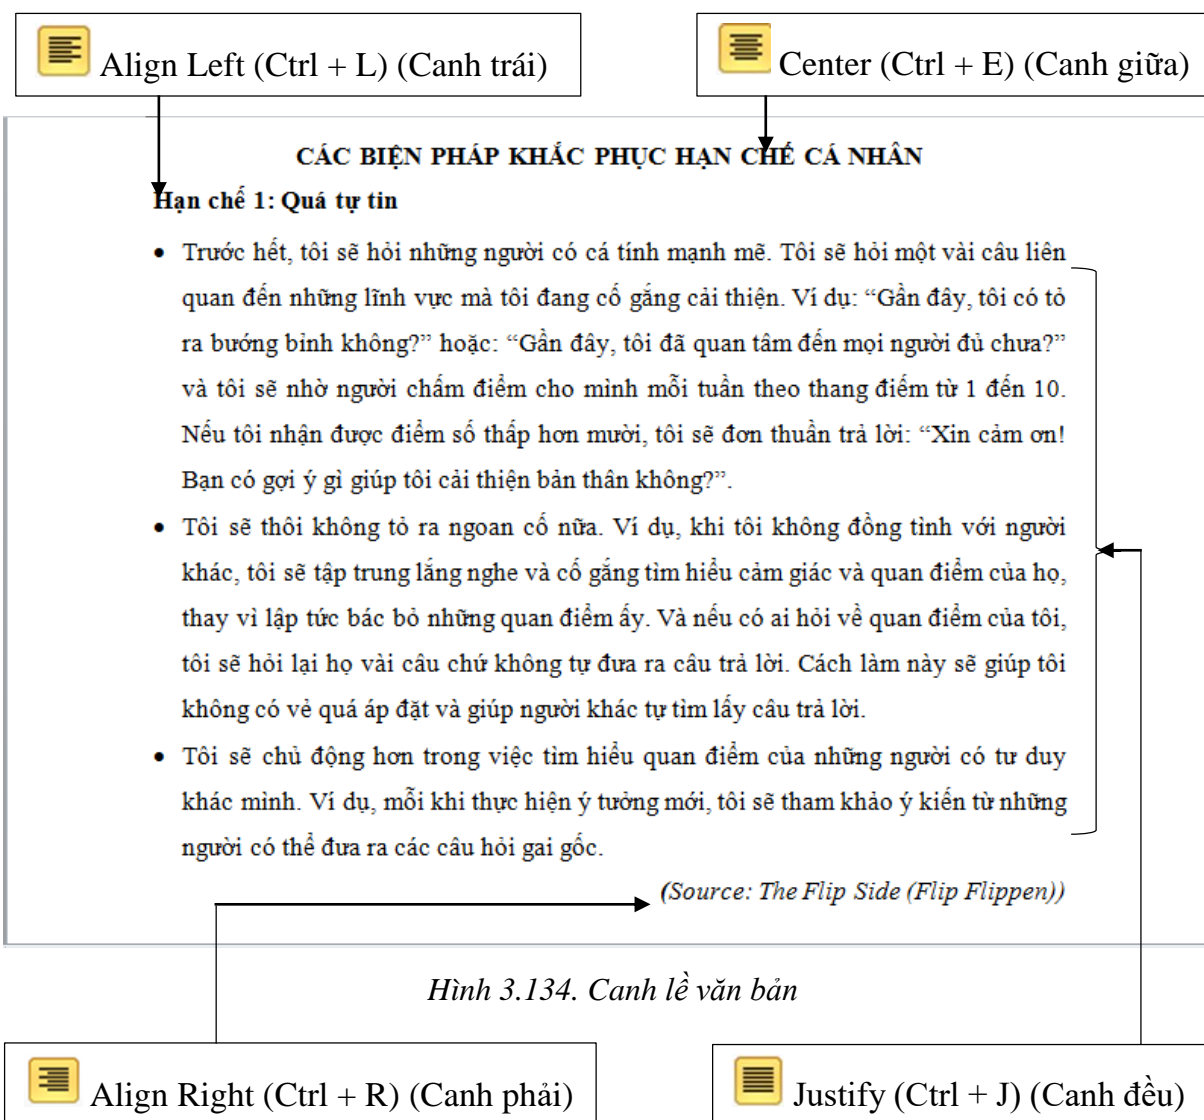 Align Left (Ctrl + L) (Canh trái)
Center (Ctrl + E) (Canh giữa)
CÁC BIỆN PHÁP KHẮC PHỤC HẠN CHẾ CÁ NHÂN
Hạn chế 1: Quá tự tin
• Trước hết, tôi sẽ hỏi những người có cá tính mạnh mẽ. Tôi sẽ hỏi một vài câu liên
quan đến những lĩnh vực mà tôi đang cố gắng cải thiện. Ví dụ: “Gần đây, tôi có tỏ
ra bướng bỉnh không?” hoặc: “Gần đây, tôi đã quan tâm đến mọi người đủ chưa?”
và tôi sẽ nhờ người chấm điểm cho mình mỗi tuần theo thang điểm từ 1 đến 10.
Nếu tôi nhận được điểm số thấp hơn mười, tôi sẽ đơn thuần trả lời: “Xin cảm ơn!
Bạn có gợi ý gì giúp tôi cải thiện bản thân không?”.
• Tôi sẽ thôi không tỏ ra ngoan cố nữa. Ví dụ, khi tôi không đồng tình với người
khác, tôi sẽ tập trung lắng nghe và cố gắng tìm hiểu cảm giác và quan điểm của họ,
thay vì lập tức bác bỏ những quan điểm ấy. Và nếu có ai hỏi về quan điểm của tôi,
tôi sẽ hỏi lại họ vài câu chứ không tự đưa ra câu trả lời. Cách làm này sẽ giúp tôi
không có vẻ quá áp đặt và giúp người khác tự tìm lấy câu trả lời.
• Tôi sẽ chủ động hơn trong việc tìm hiểu quan điểm của những người có tư duy
khác mình. Ví dụ, mỗi khi thực hiện ý tưởng mới, tôi sẽ tham khảo ý kiến từ những
người có thể đưa ra các câu hỏi gai gốc.
(Source: The Flip Side (Flip Flippen))
Hình 3.134. Canh lề văn bản
Align Right (Ctrl + R) (Canh phải)
Justify (Ctrl + J) (Canh đều)